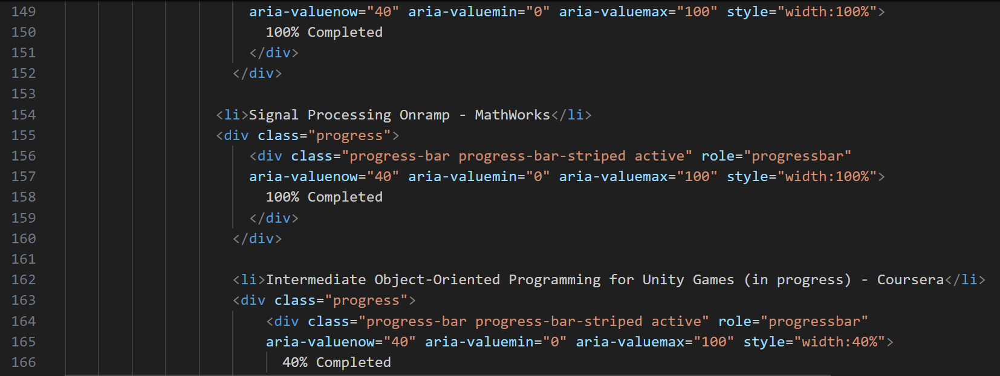 149 aria-valuenow="40" aria-valuemin="0" aria-valuemax="100" style="width:100%">
150 100% Completed
151 </div>
152 </div>
153
154 <li>Signal Processing Onramp - MathWorks</li>
155 <div class="progress">
156 <div class="progress-bar progress-bar-striped active" role="progressbar"
157 aria-valuenow="40" aria-valuemin="0" aria-valuemax="100" style="width:100%">
158 100% Completed
159 </div>
160 </div>
161
162 <li>Intermediate Object-Oriented Programming for Unity Games (in progress) - Coursera</li>
163 <div class="progress">
164 <div class="progress-bar progress-bar-striped active" role="progressbar"
165 aria-valuenow="40" aria-valuemin="0" aria-valuemax="100" style="width:40%">
166 40% Completed